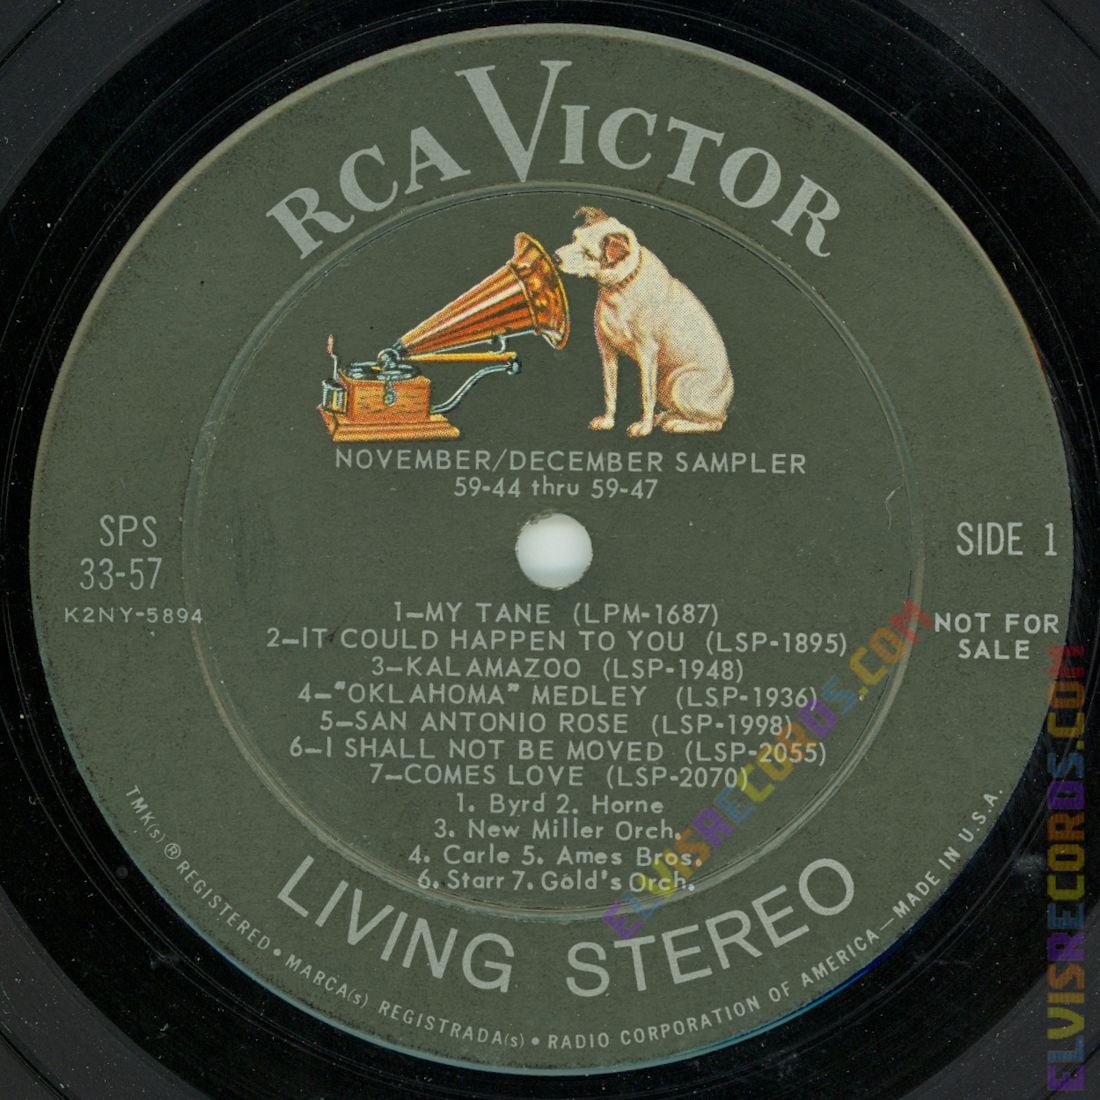 RCA VICTOR
NOVEMBER/DECEMBER SAMPLER
59-44 thru 59-47
SPS
33-57
K2NY-5894
SIDE 1
NOT FOR
SALE
1—MY TANE (LPM-1687)
2—IT COULD HAPPEN TO YOU (LSP-1895)
3—KALAMAZOO (LSP-1948)
4—"OKLAHOMA" MEDLEY (LSP-1936)
5—SAN ANTONIO ROSE (LSP-1998)
6—I SHALL NOT BE MOVED (LSP-2055)
7—COMES LOVE (LSP-2070)
1. Byrd 2. Horne
3. New Miller Orch.
4. Carle 5. Ames Bros.
6. Starr 7. Gold's Orch.
LIVING STEREO
TMK(s) ® REGISTERED • MARCA(s) REGISTRADA(s) • RADIO CORPORATION OF AMERICA—MADE IN U.S.A.
ELVISRECORDS.COM
ELVISRECORDS.COM